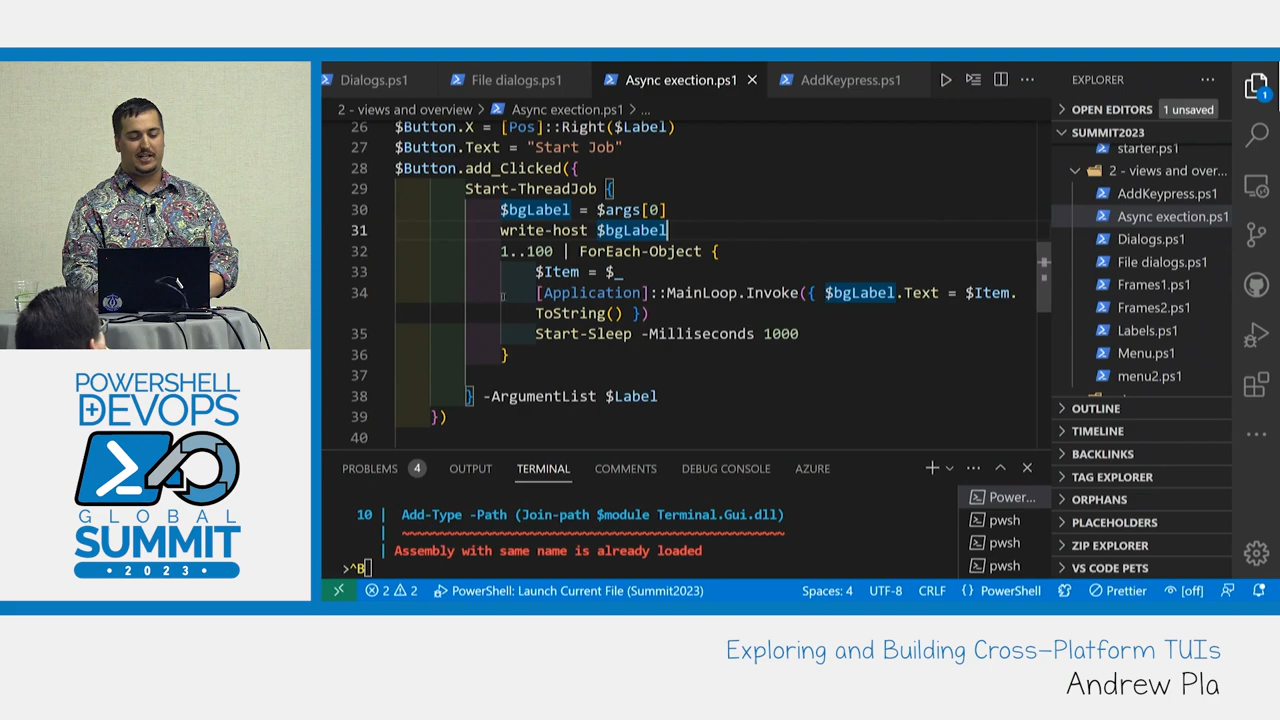 Dialogs.ps1
File dialogs.ps1
Async exection.ps1
AddKeypress.ps1
EXPLORER
2 - views and overview > Async exection.ps1 > ...
26 $Button.X = [Pos]::Right($Label)
27 $Button.Text = "Start Job"
28 $Button.add_Clicked({
29 Start-ThreadJob {
30 $bgLabel = $args[0]
31 write-host $bgLabel
32 1..100 | ForEach-Object {
33 $Item = $_
34 [Application]::MainLoop.Invoke({ $bgLabel.Text = $Item.
ToString() })
35 Start-Sleep -Milliseconds 1000
36 }
37
38 } -ArgumentList $Label
39 })
40
OPEN EDITORS 1 unsaved
SUMMIT2023
starter.ps1
2 - views and over...
AddKeypress.ps1
Async exection.ps1
Dialogs.ps1
File dialogs.ps1
Frames1.ps1
Frames2.ps1
Labels.ps1
Menu.ps1
menu2.ps1
OUTLINE
TIMELINE
BACKLINKS
TAG EXPLORER
ORPHANS
PLACEHOLDERS
ZIP EXPLORER
VS CODE PETS
1
PROBLEMS 4 OUTPUT TERMINAL COMMENTS DEBUG CONSOLE AZURE
10 | Add-Type -Path (Join-path $module Terminal.Gui.dll)
| ~~~~~~~~~~~~~~~~~~~~~~~~~~~~~~~~~~~~~~~~~~~~~~~~~~~
| Assembly with same name is already loaded
>^B
Power...
pwsh
pwsh
pwsh
2 2 PowerShell: Launch Current File (Summit2023) Spaces: 4 UTF-8 CRLF {} PowerShell Prettier [off]
POWERSHELL
+DEVOPS
GLOBAL
SUMMIT
2023
Exploring and Building Cross-Platform TUIs
Andrew Pla